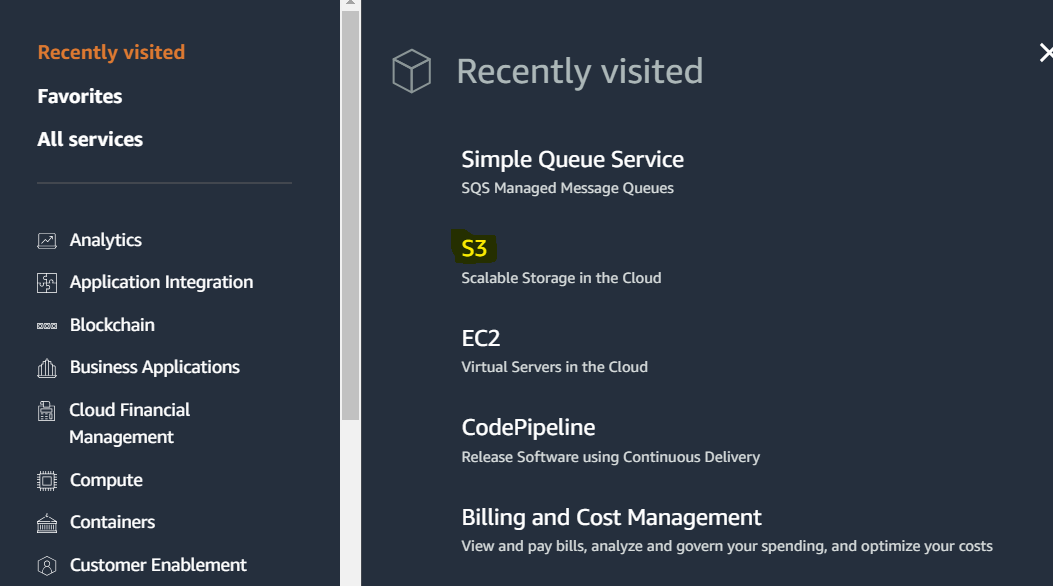 Recently visited
Favorites
All services
Analytics
Application Integration
Blockchain
Business Applications
Cloud Financial
Management
Compute
Containers
Customer Enablement
Recently visited
Simple Queue Service
SQS Managed Message Queues
S3
Scalable Storage in the Cloud
EC2
Virtual Servers in the Cloud
CodePipeline
Release Software using Continuous Delivery
Billing and Cost Management
View and pay bills, analyze and govern your spending, and optimize your costs